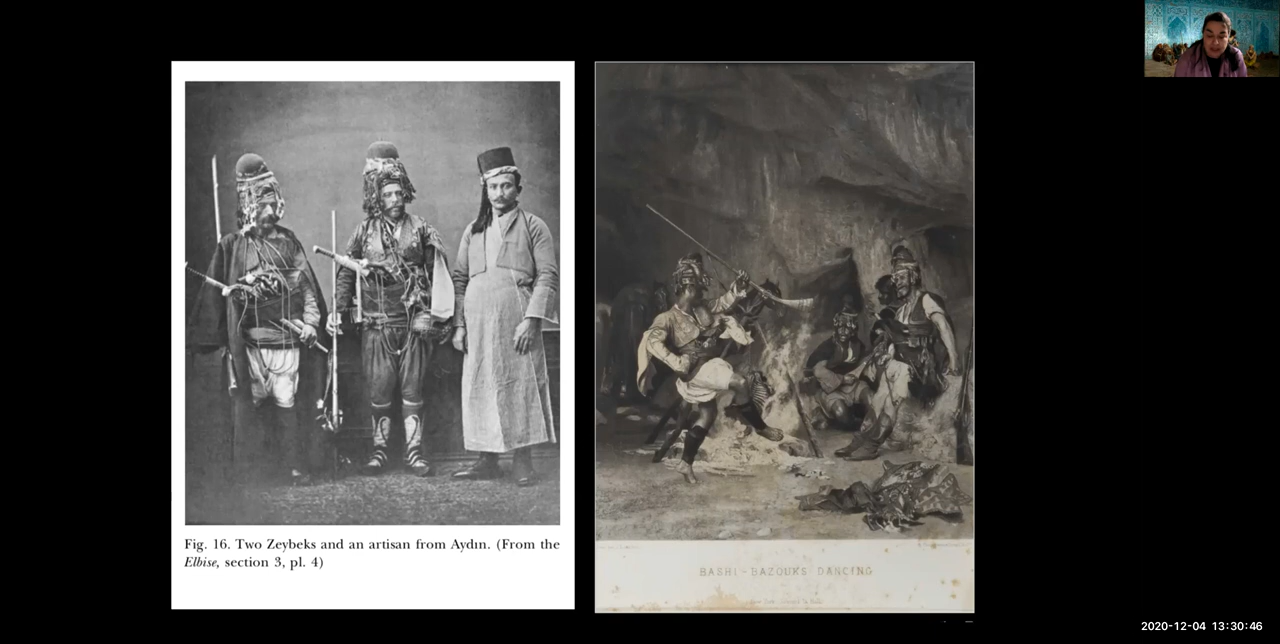 Fig. 16. Two Zeybeks and an artisan from Aydın. (From the
Elbise, section 3, pl. 4)
BASHI-BAZOUKS DANCING
2020-12-04 13:30:46